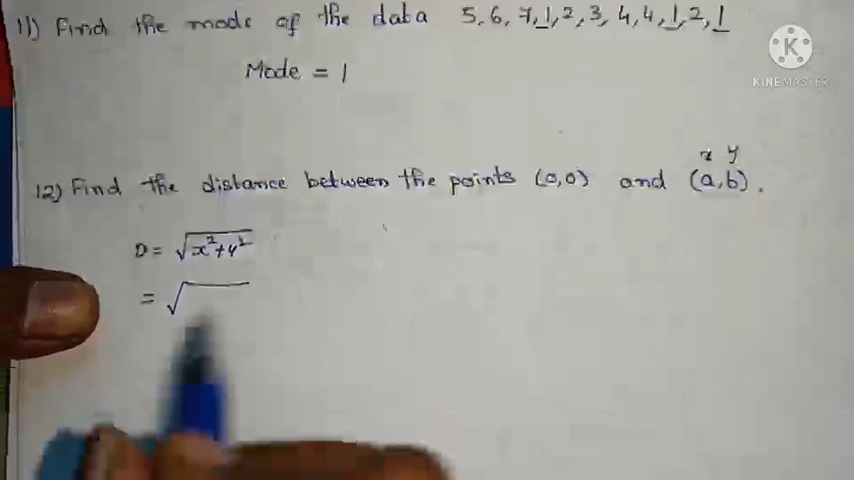 11) Find the mode of the data 5, 6, 7, 1, 2, 3, 4, 4, 1, 2, 1
K
KINEMASTER
Mode = 1
x y
12) Find the distance between the points (0,0) and (a,b).
D = √x²+y²
= √